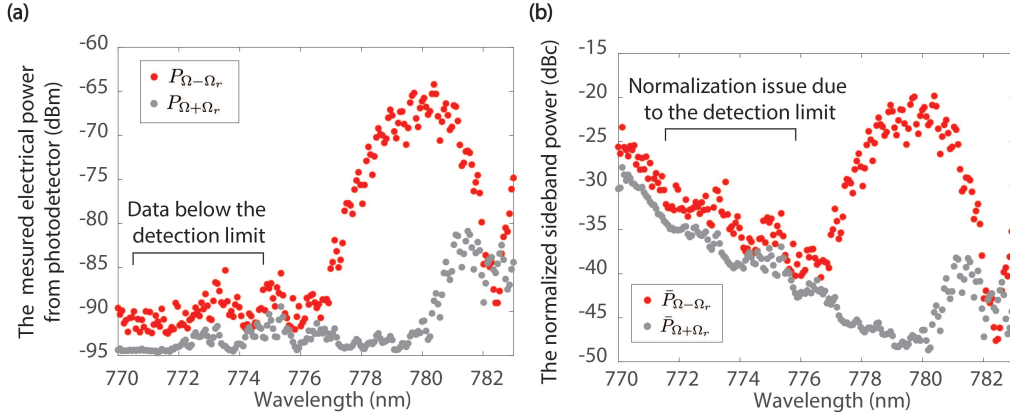 (a)
The mesured electrical power
from photodetector (dBm)
-60
-65
-70
-75
-80
-85
-90
-95
P_{Ω−Ω_r}
P_{Ω+Ω_r}
Data below the
detection limit
770 772 774 776 778 780 782
Wavelength (nm)
(b)
The normalized sideband power (dBc)
-15
-20
-25
-30
-35
-40
-45
-50
Normalization issue due
to the detection limit
P̄_{Ω−Ω_r}
P̄_{Ω+Ω_r}
770 772 774 776 778 780 782
Wavelength (nm)